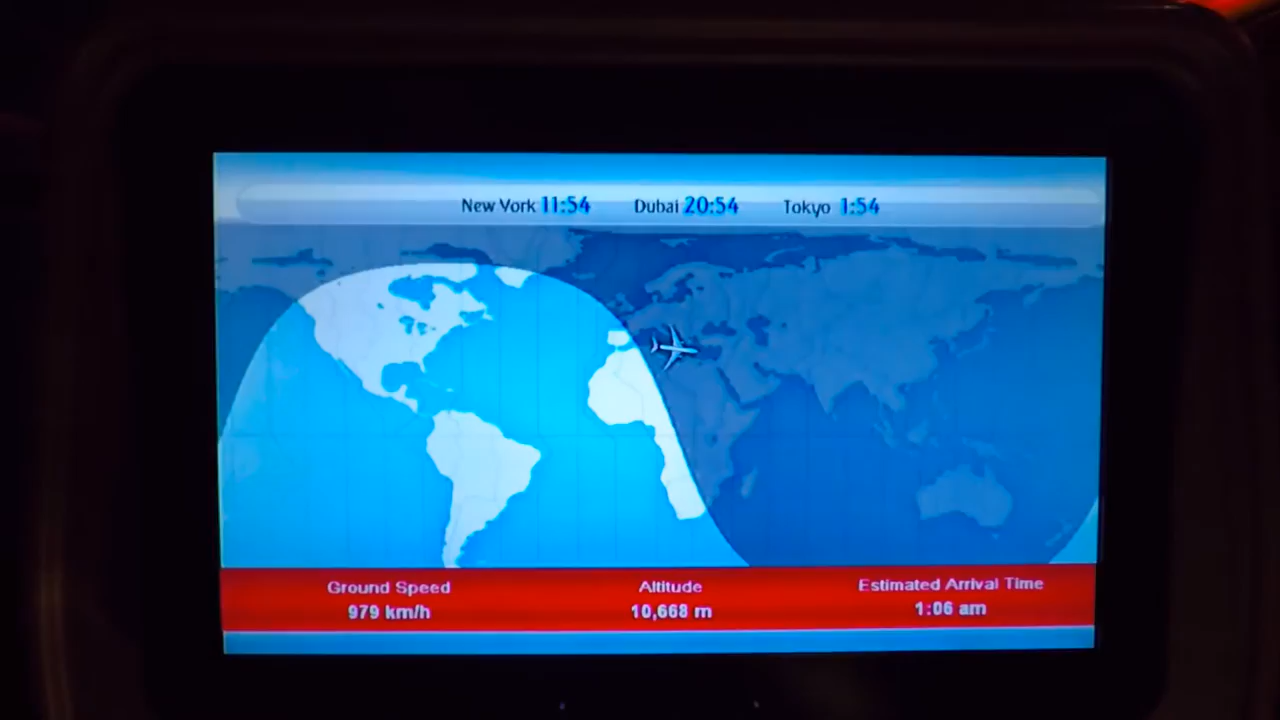 New York 11:54 Dubai 20:54 Tokyo 1:54
Ground Speed Altitude Estimated Arrival Time
979 km/h 10,668 m 1:06 am